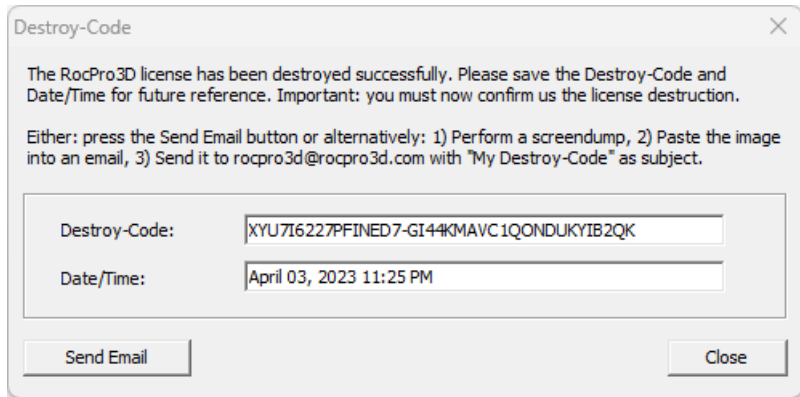 Destroy-Code
The RocPro3D license has been destroyed successfully. Please save the Destroy-Code and
Date/Time for future reference. Important: you must now confirm us the license destruction.
Either: press the Send Email button or alternatively: 1) Perform a screendump, 2) Paste the image
into an email, 3) Send it to rocpro3d@rocpro3d.com with "My Destroy-Code" as subject.
Destroy-Code: XYU7I6227PFINED7-GI44KMAVC1QONDUKYIB2QK
Date/Time: April 03, 2023 11:25 PM
Send Email Close